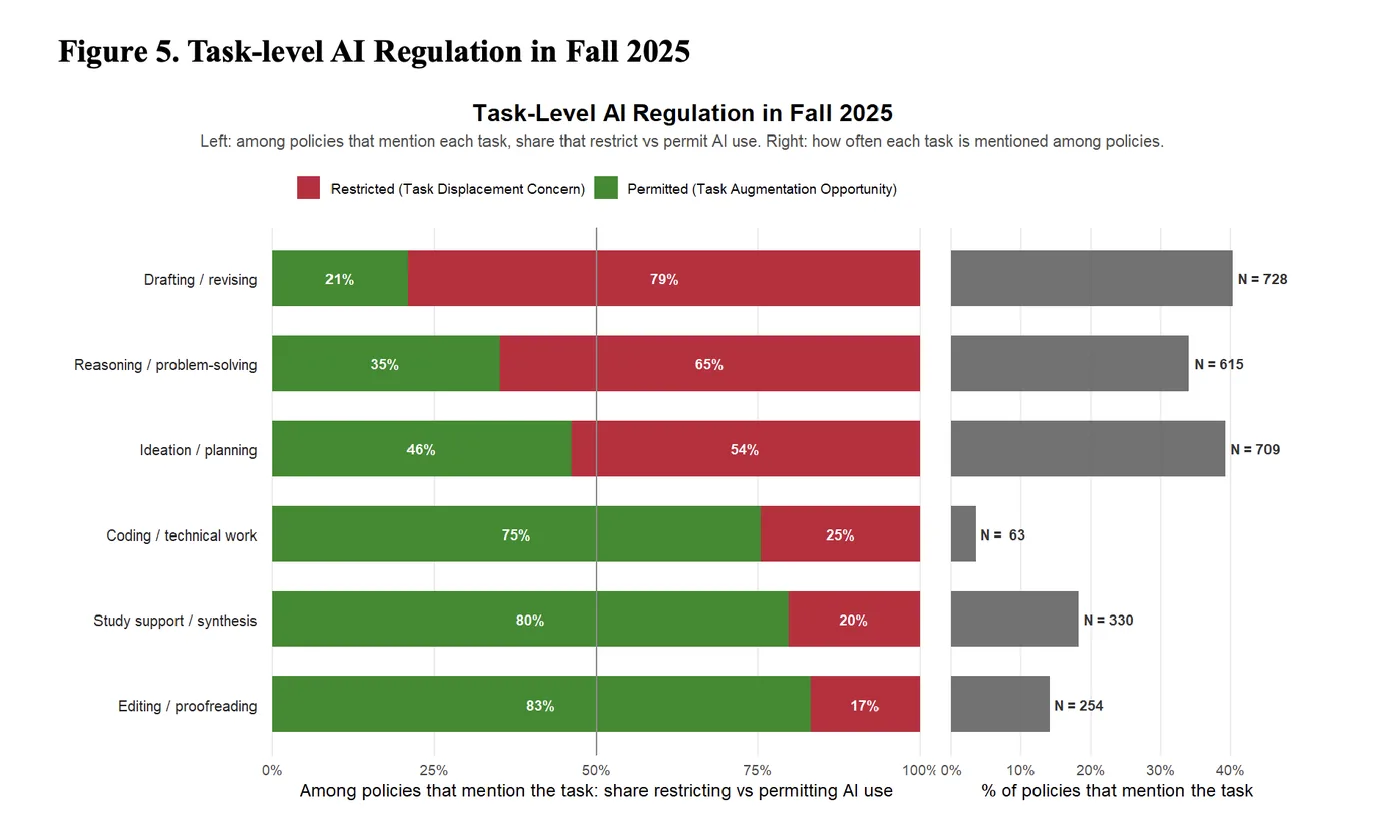 Figure 5. Task-level AI Regulation in Fall 2025
Task-Level AI Regulation in Fall 2025
Left: among policies that mention each task, share that restrict vs permit AI use. Right: how often each task is mentioned among policies.
Restricted (Task Displacement Concern) Permitted (Task Augmentation Opportunity)
Drafting / revising 21% 79% N = 728
Reasoning / problem-solving 35% 65% N = 615
Ideation / planning 46% 54% N = 709
Coding / technical work 75% 25% N = 63
Study support / synthesis 80% 20% N = 330
Editing / proofreading 83% 17% N = 254
0% 25% 50% 75% 100% 0% 10% 20% 30% 40%
Among policies that mention the task: share restricting vs permitting AI use % of policies that mention the task